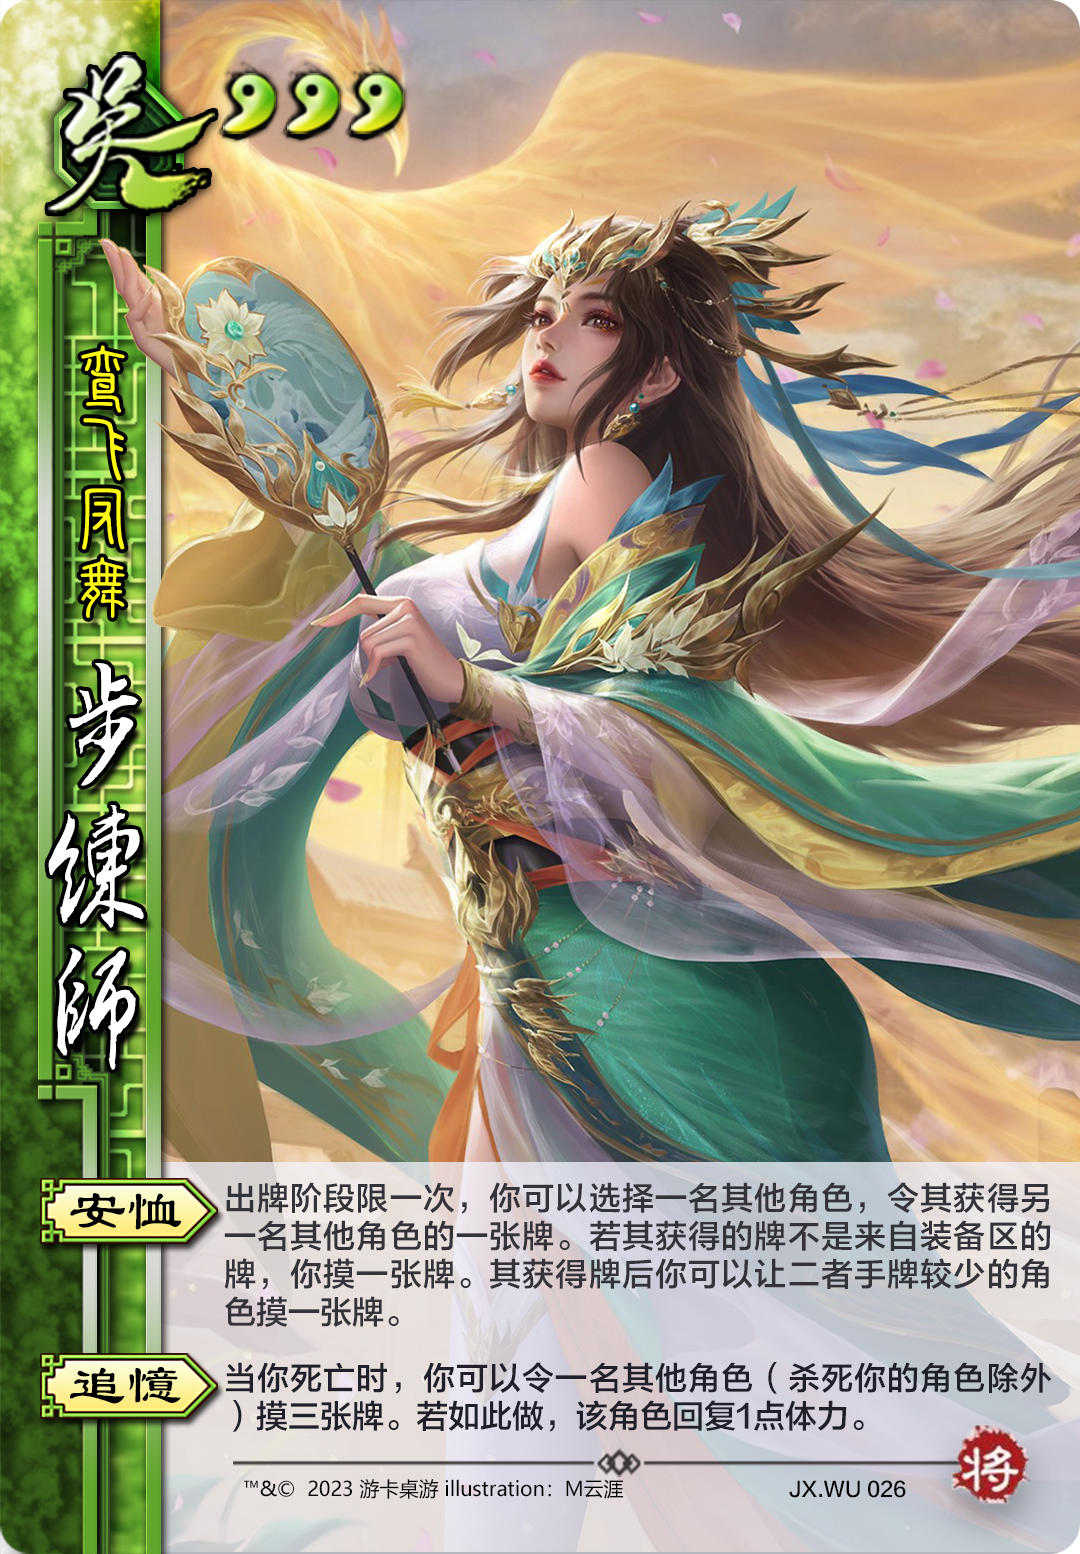 吴
鸾飞凤舞
步練師
安恤
出牌阶段限一次，你可以选择一名其他角色，令其获得另
一名其他角色的一张牌。若其获得的牌不是来自装备区的
牌，你摸一张牌。其获得牌后你可以让二者手牌较少的角
色摸一张牌。
追憶
当你死亡时，你可以令一名其他角色（杀死你的角色除外
）摸三张牌。若如此做，该角色回复1点体力。
™&© 2023 游卡桌游 illustration：M云涯
JX.WU 026
将